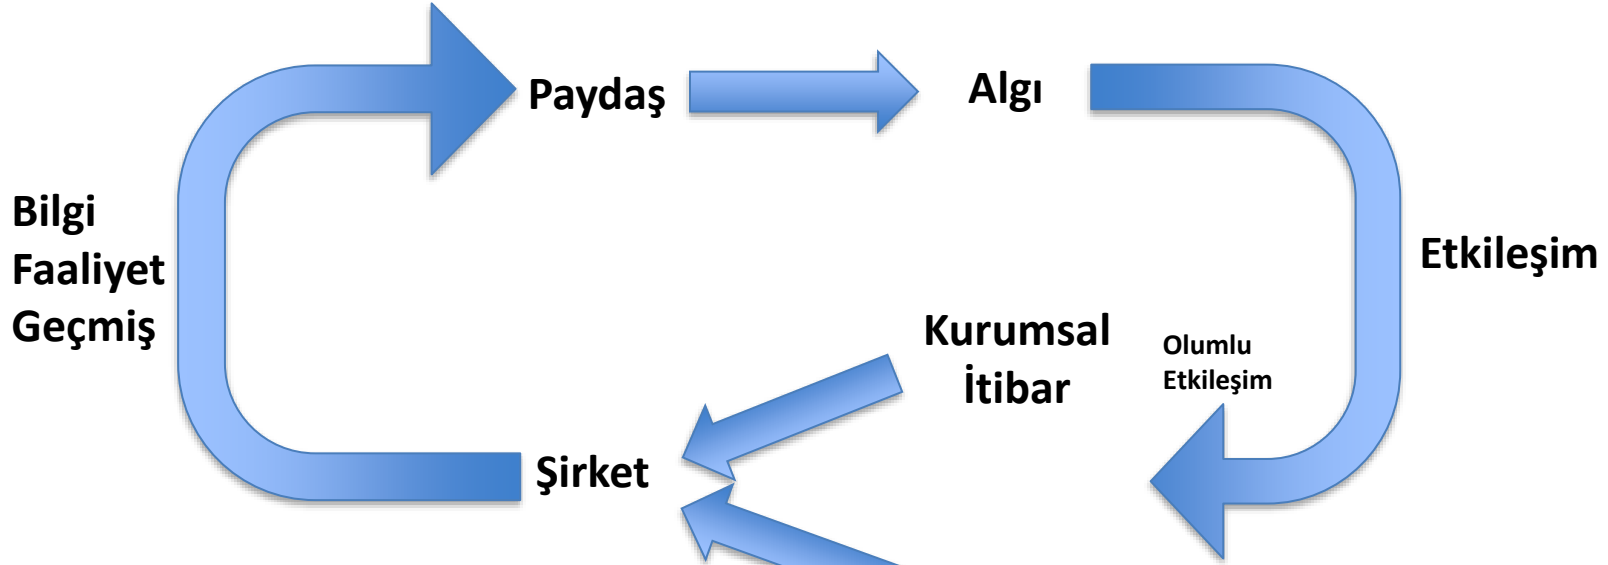 Paydaş
Algı
Bilgi
Faaliyet
Geçmiş
Etkileşim
Kurumsal
İtibar
Olumlu
Etkileşim
Şirket